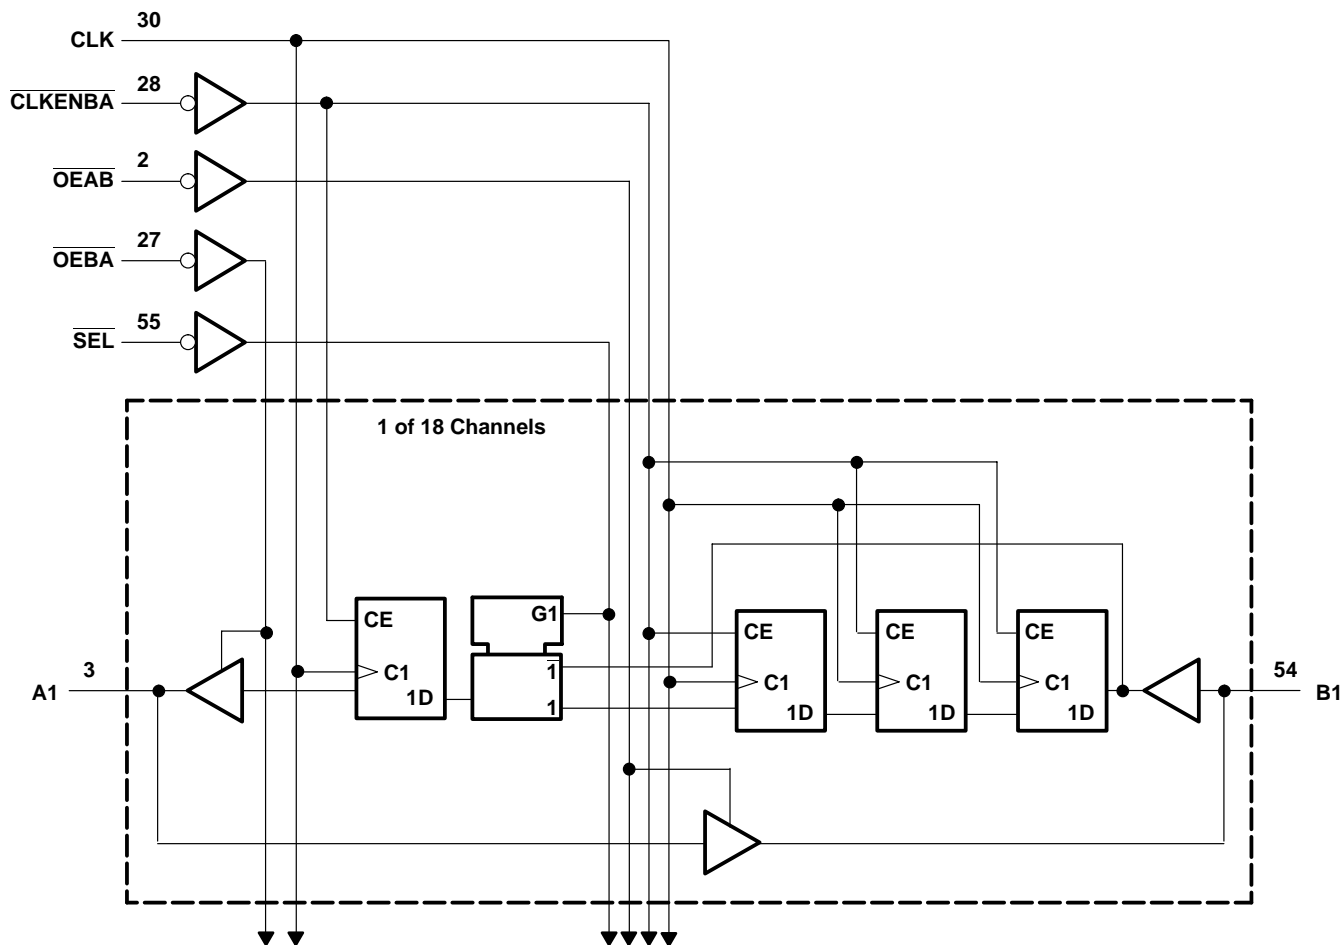 30
CLK
28
CLKENBA
2
OEAB
27
OEBA
55
SEL
1 of 18 Channels
G1
CE
C1
1D
1
1
CE
C1
1D
CE
C1
1D
CE
C1
1D
3
A1
54
B1